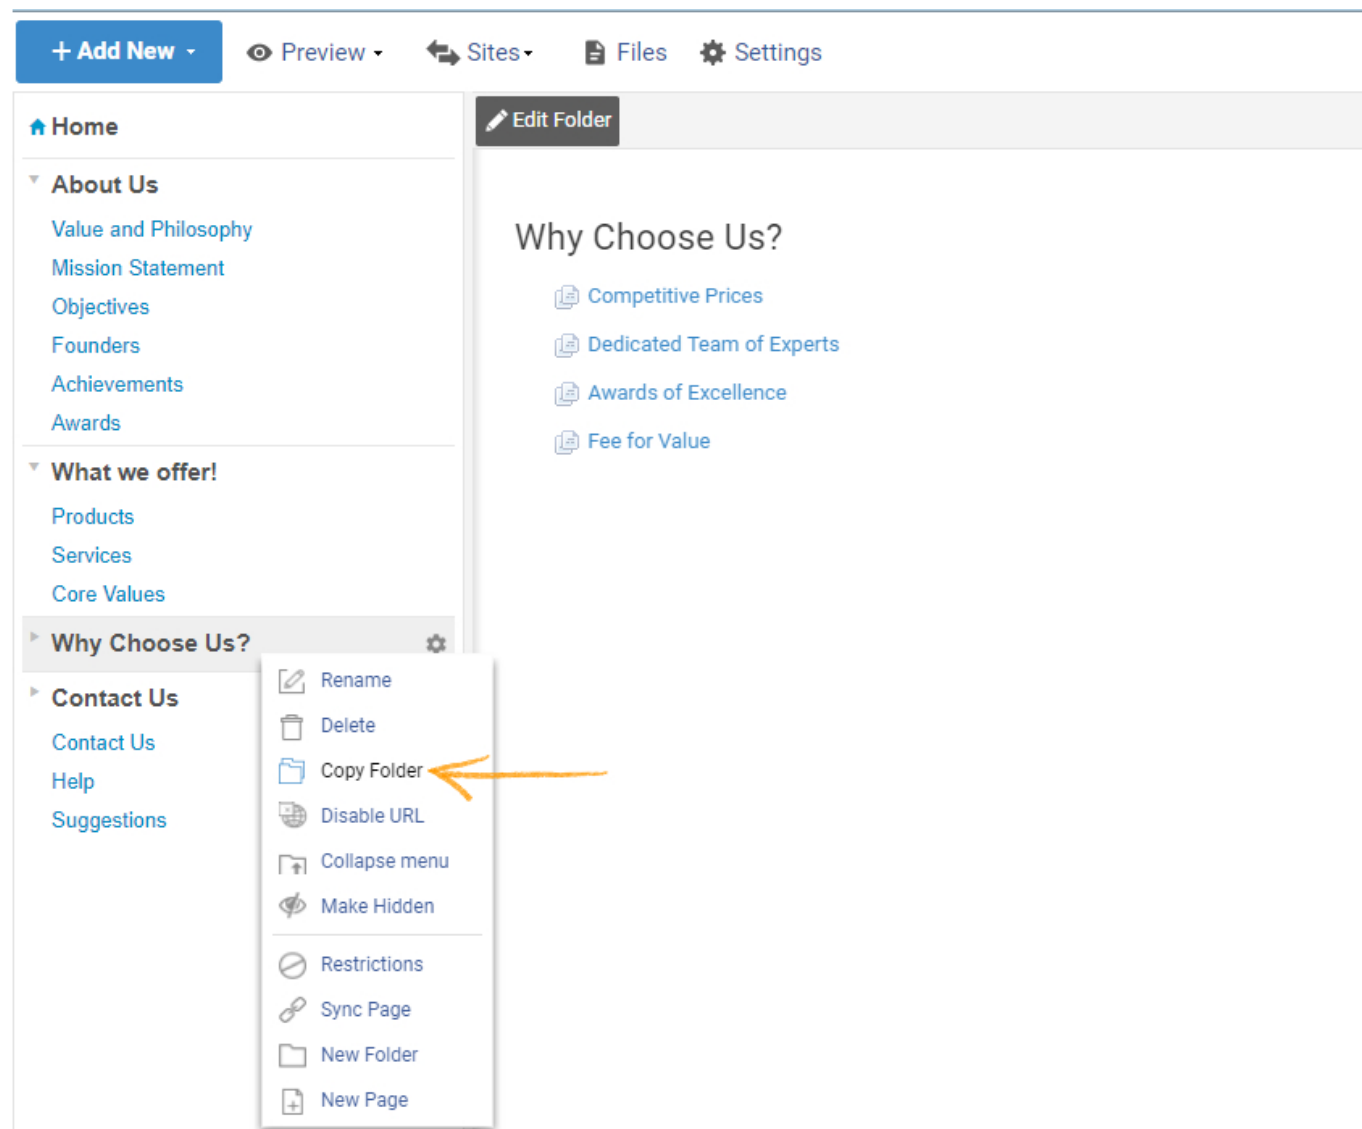 + Add New
Preview
Sites
Files
Settings
Home
About Us
Value and Philosophy
Mission Statement
Objectives
Founders
Achievements
Awards
What we offer!
Products
Services
Core Values
Why Choose Us?
Contact Us
Contact Us
Help
Suggestions
Rename
Delete
Copy Folder
Disable URL
Collapse menu
Make Hidden
Restrictions
Sync Page
New Folder
New Page
Edit Folder
Why Choose Us?
Competitive Prices
Dedicated Team of Experts
Awards of Excellence
Fee for Value